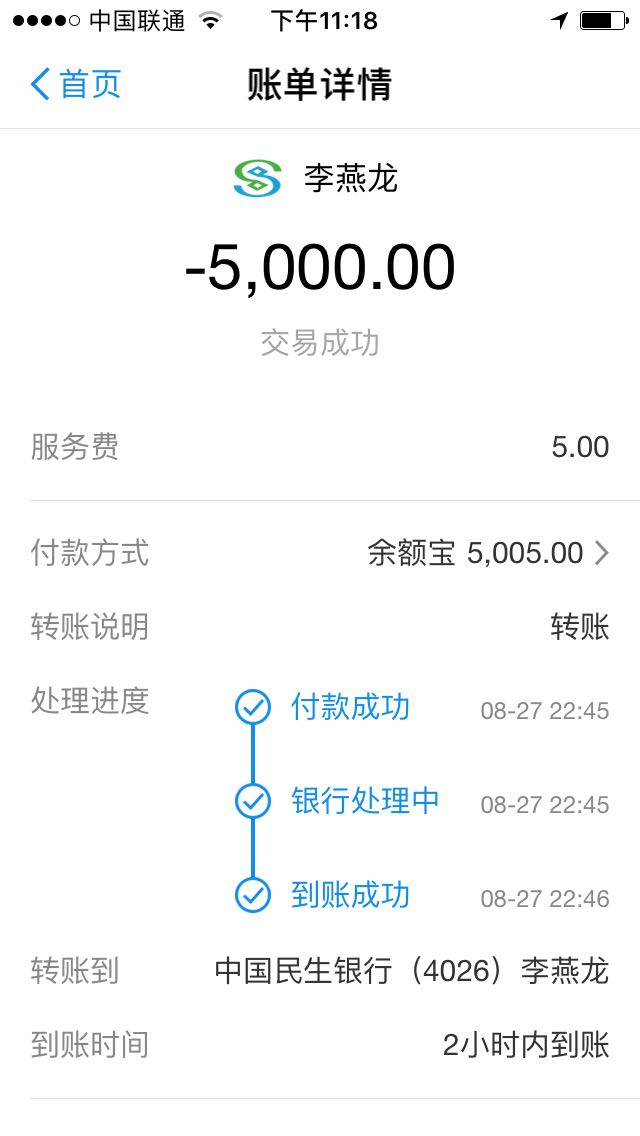 中国联通 下午11:18
首页 账单详情
李燕龙
-5,000.00
交易成功
服务费 5.00
付款方式 余额宝 5,005.00
转账说明 转账
处理进度 付款成功 08-27 22:45
银行处理中 08-27 22:45
到账成功 08-27 22:46
转账到 中国民生银行（4026）李燕龙
到账时间 2小时内到账